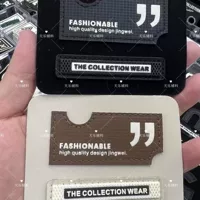 FASHIONABLE
high quality design jingwei.
THE COLLECTION WEAR
FASHIONABLE
high quality design jingwei.
THE COLLECTION WEAR